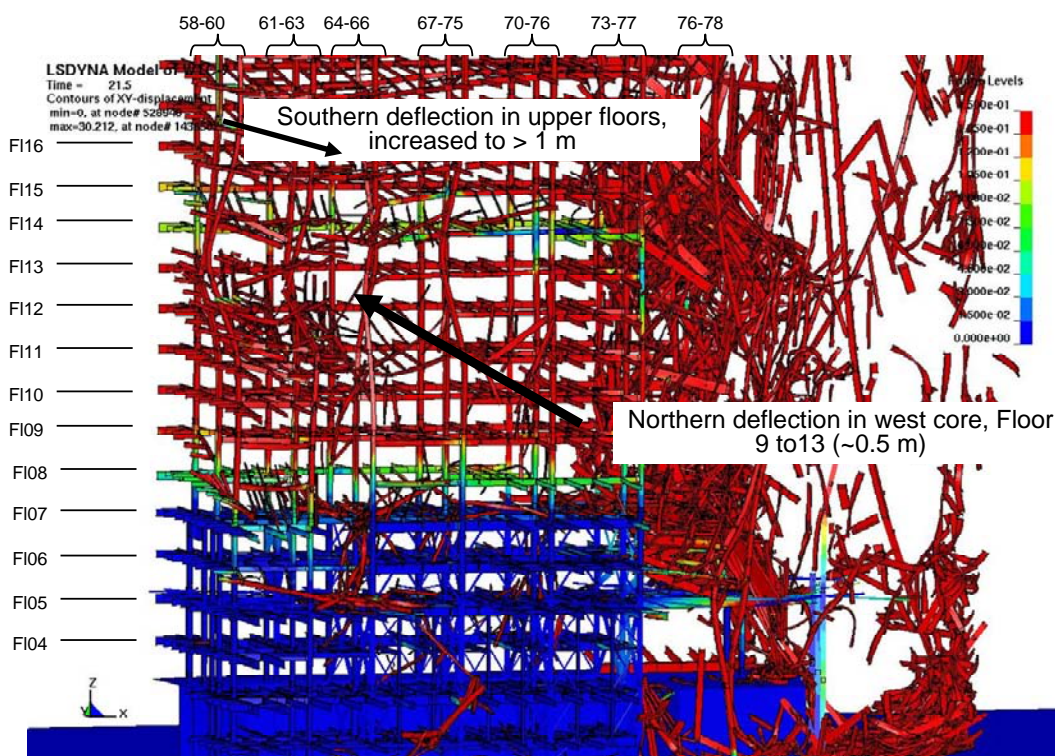 58-60 61-63 64-66 67-75 70-76 73-77 76-78
LSDYNA Model of
Time = 21.5
Contours of XY-displacement
min=0, at node#
max=30.212, at node#
Levels
Southern deflection in upper floors,
increased to > 1 m
Fl16
Fl15
Fl14
Fl13
Fl12
Fl11
Fl10
Fl09
Fl08
Fl07
Fl06
Fl05
Fl04
0.000e+00
Northern deflection in west core, Floor
9 to13 (~0.5 m)
Z
Y X